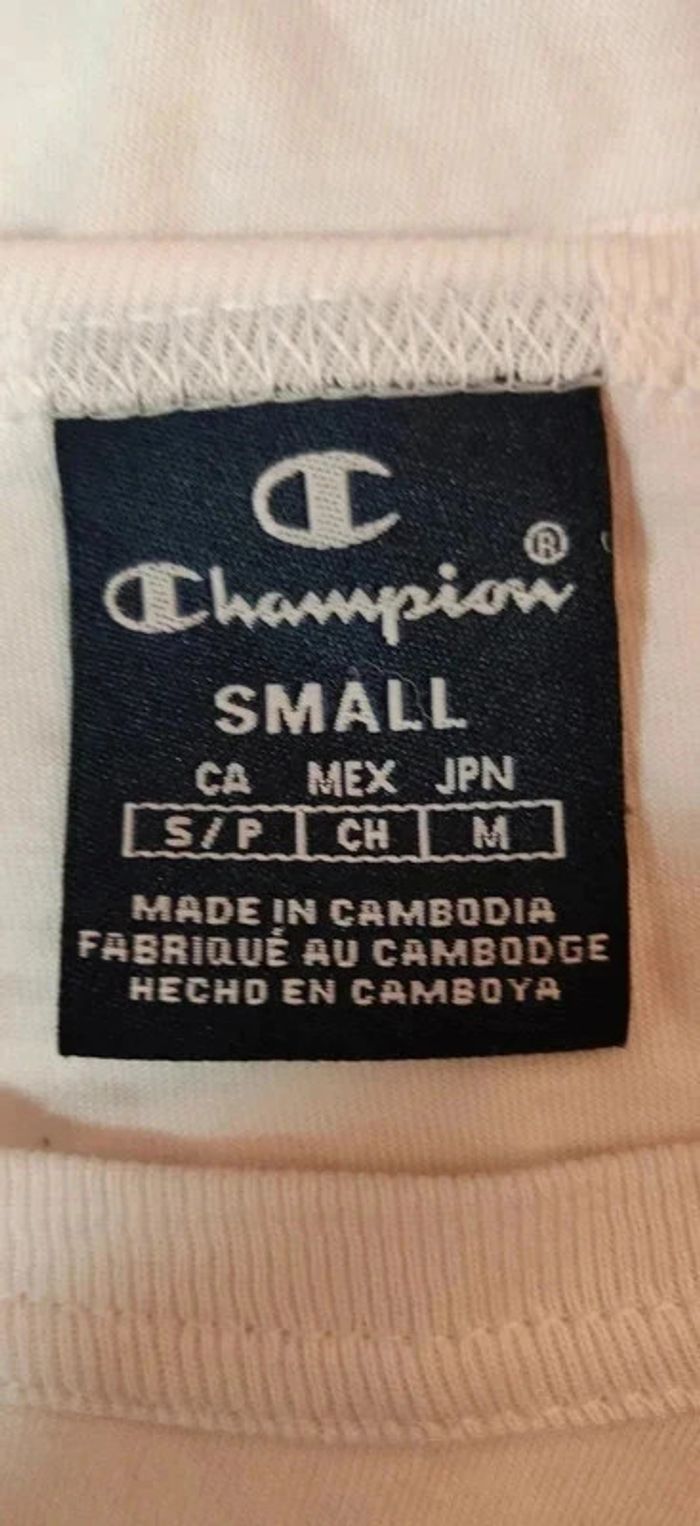 C
Champion®
SMALL
CA MEX JPN
S/P CH M
MADE IN CAMBODIA
FABRIQUÉ AU CAMBODGE
HECHO EN CAMBOYA